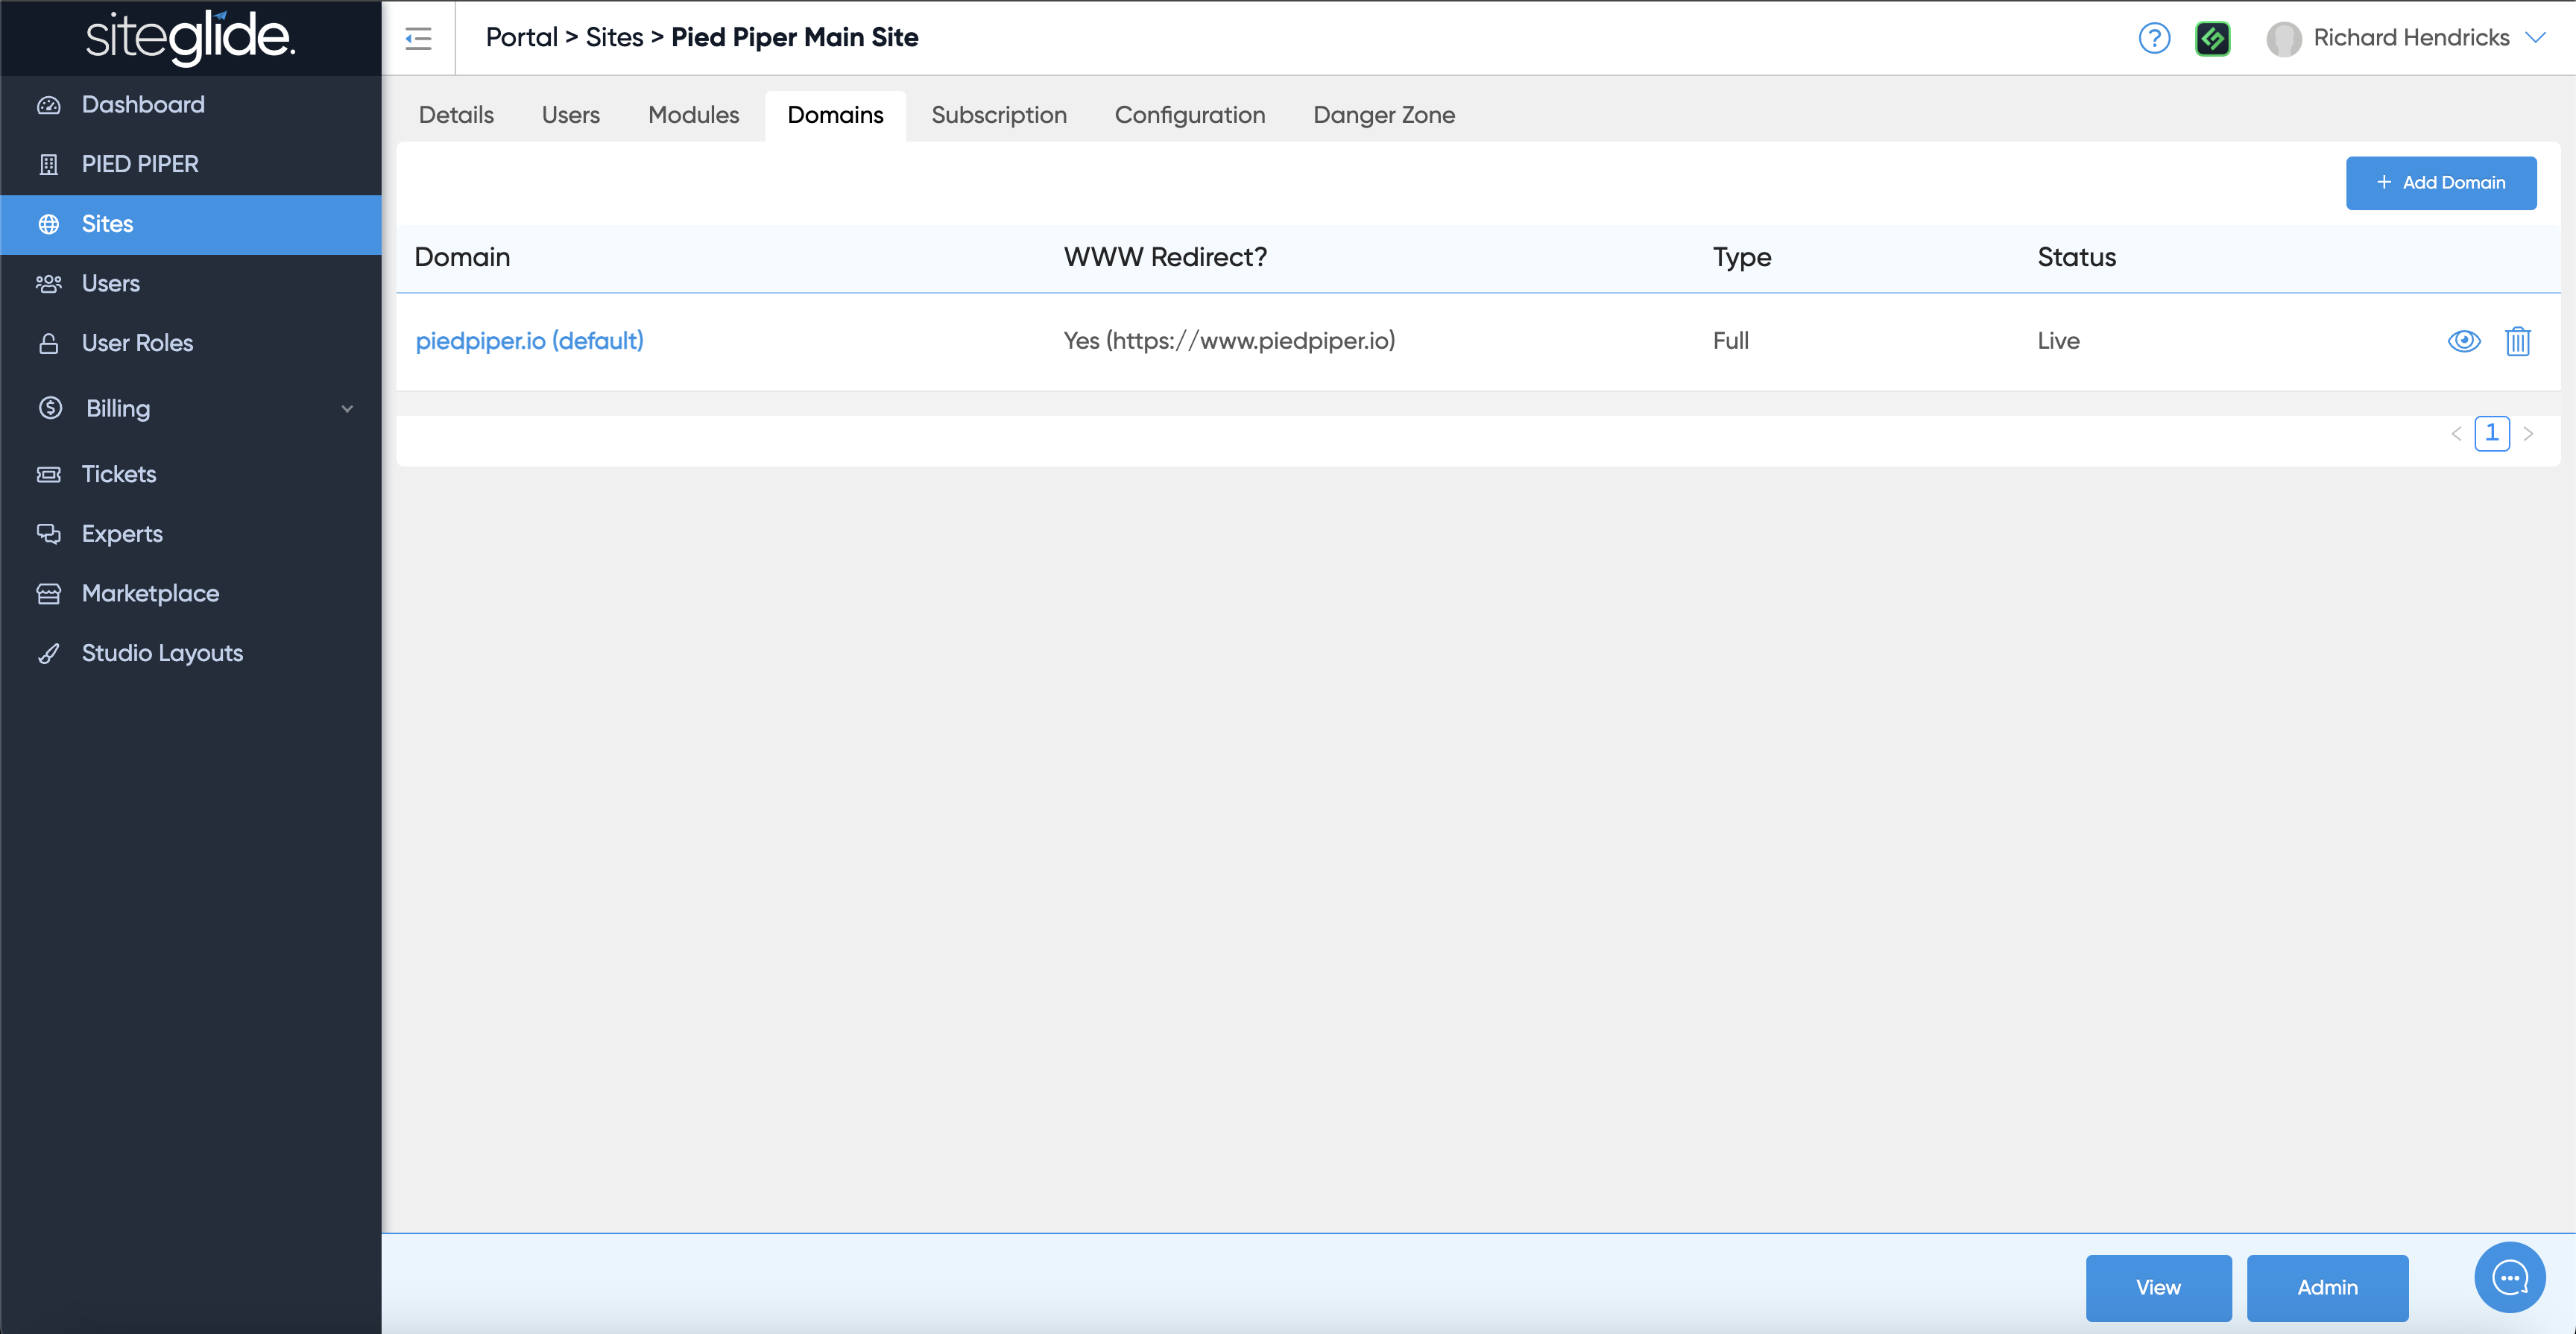 siteglide.
Portal > Sites > Pied Piper Main Site
?
Richard Hendricks
Dashboard
PIED PIPER
Sites
Users
User Roles
Billing
Tickets
Experts
Marketplace
Studio Layouts
Details Users Modules Domains Subscription Configuration Danger Zone
+ Add Domain
Domain WWW Redirect? Type Status
piedpiper.io (default) Yes (https://www.piedpiper.io) Full Live
< 1 >
View Admin